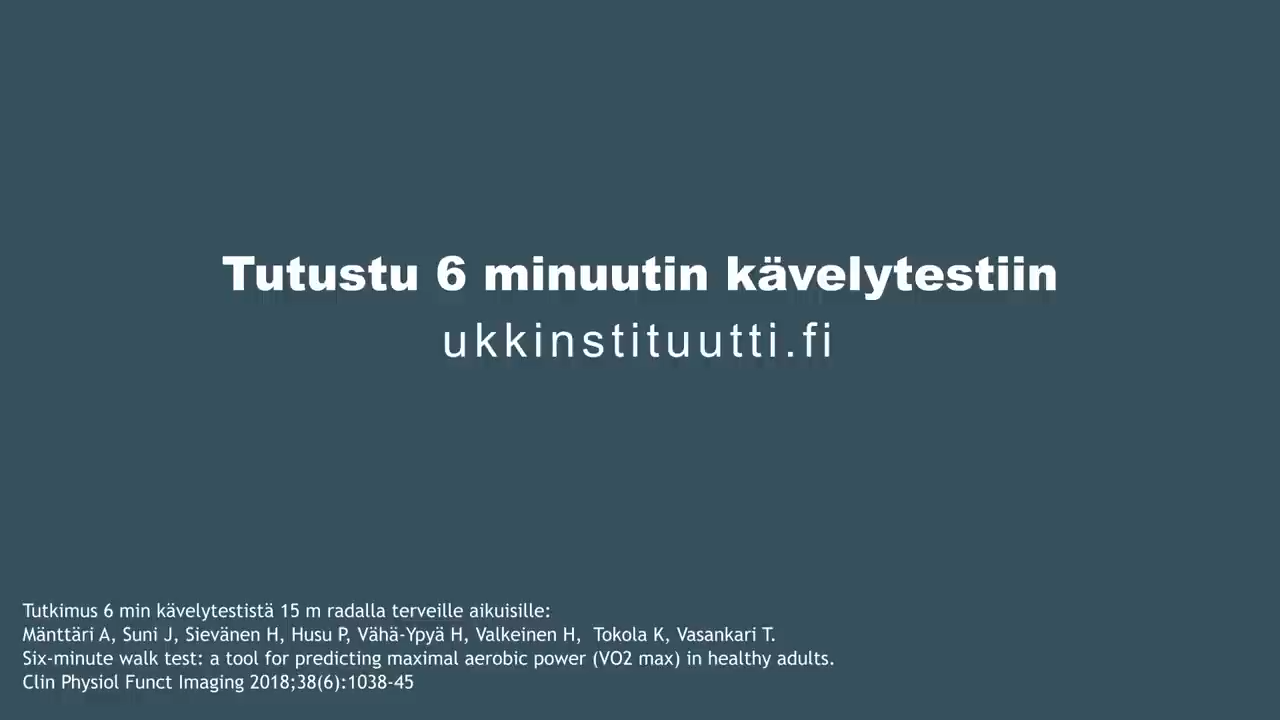 Tutustu 6 minuutin kävelytestiin
ukkinstituutti.fi
Tutkimus 6 min kävelytestistä 15 m radalla terveille aikuisille:
Mänttäri A, Suni J, Sievänen H, Husu P, Vähä-Ypyä H, Valkeinen H, Tokola K, Vasankari T.
Six-minute walk test: a tool for predicting maximal aerobic power (VO2 max) in healthy adults.
Clin Physiol Funct Imaging 2018;38(6):1038-45